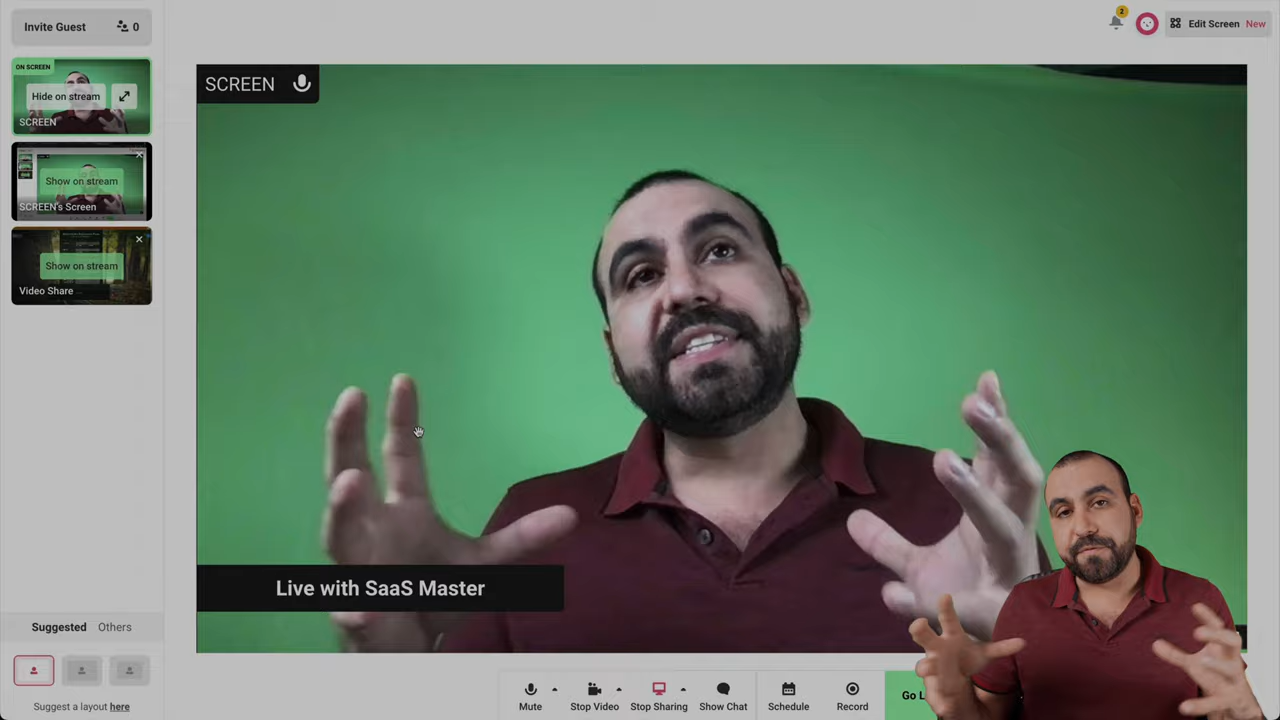 Invite Guest 0
2
Edit Screen New
ON SCREEN
Hide on stream
SCREEN
Show on stream
SCREEN's Screen
Show on stream
Video Share
SCREEN
Live with SaaS Master
Suggested Others
Suggest a layout here
Mute
Stop Video
Stop Sharing
Show Chat
Schedule
Record
Go